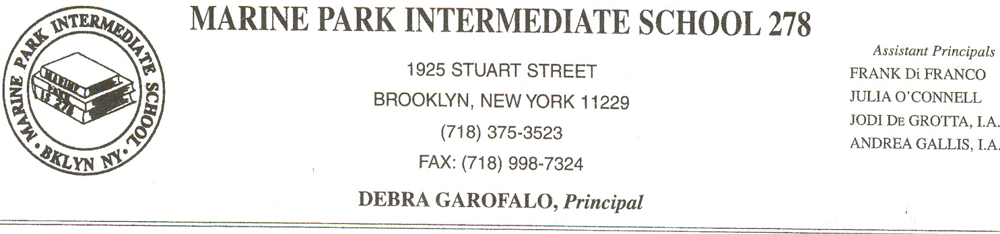 MARINE PARK INTERMEDIATE SCHOOL
BKLYN NY
MARINE
PARK
IS 278
MARINE PARK INTERMEDIATE SCHOOL 278
1925 STUART STREET
BROOKLYN, NEW YORK 11229
(718) 375-3523
FAX: (718) 998-7324
DEBRA GAROFALO, Principal
Assistant Principals
FRANK Di FRANCO
JULIA O'CONNELL
JODI DE GROTTA, I.A.
ANDREA GALLIS, I.A.